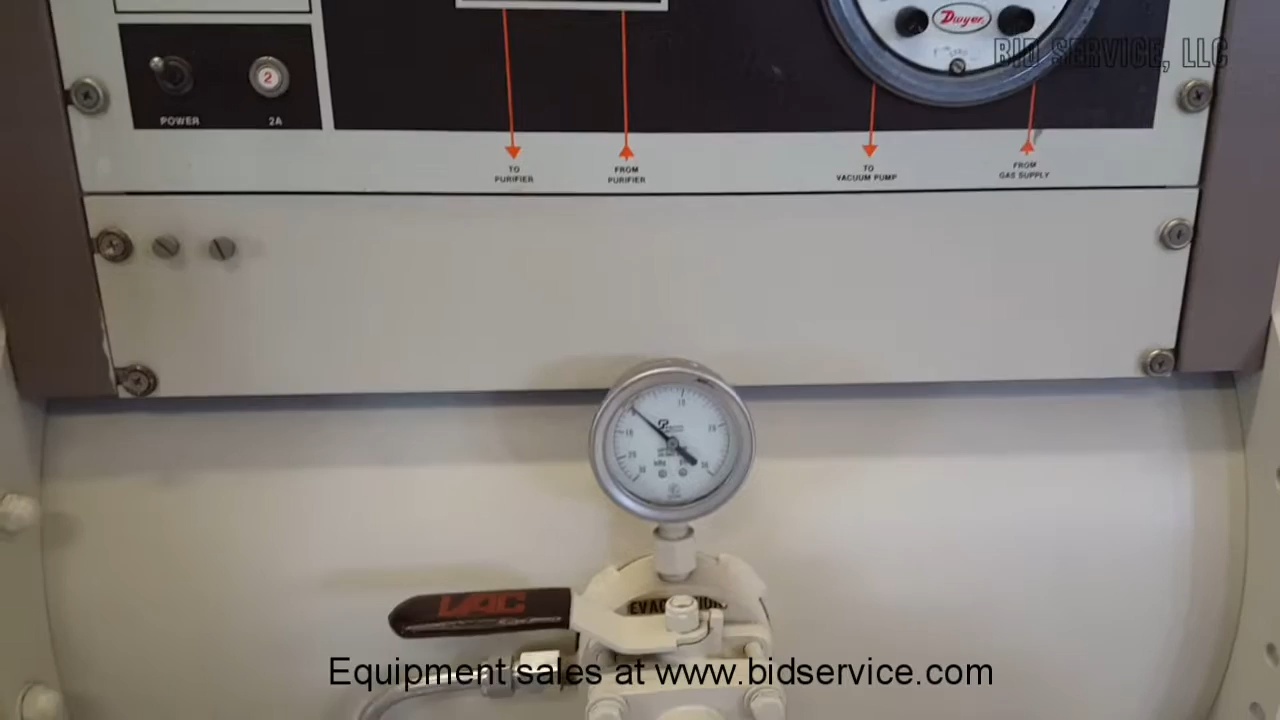 Dwyer
BID SERVICE, LLC
2
POWER
2A
TO
PURIFIER
FROM
PURIFIER
TO
VACUUM PUMP
FROM
GAS SUPPLY
VAC
Equipment sales at www.bidservice.com